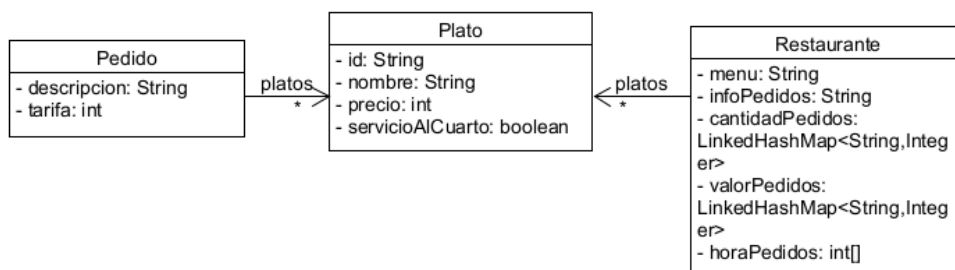 Pedido
- descripcion: String
- tarifa: int
platos
*
Plato
- id: String
- nombre: String
- precio: int
- servicioAlCuarto: boolean
platos
*
Restaurante
- menu: String
- infoPedidos: String
- cantidadPedidos:
LinkedHashMap<String,Integ
er>
- valorPedidos:
LinkedHashMap<String,Integ
er>
- horaPedidos: int[]